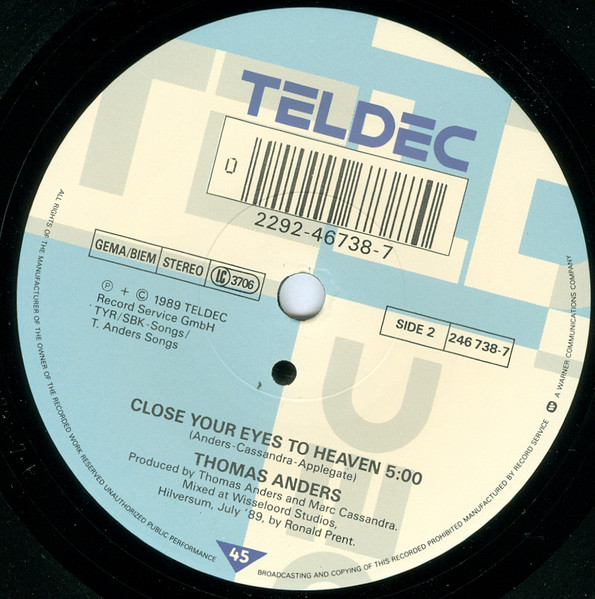 TELDEC
0
2292-46738-7
GEMA/BIEM STEREO LC 3706
℗ + © 1989 TELDEC
Record Service GmbH
TYR/SBK-Songs/
T. Anders Songs
SIDE 2 246 738-7
CLOSE YOUR EYES TO HEAVEN 5:00
(Anders-Cassandra-Applegate)
THOMAS ANDERS
Produced by Thomas Anders and Marc Cassandra.
Mixed at Wisseloord Studios,
Hilversum, July '89, by Ronald Prent.
45
ALL RIGHTS OF THE MANUFACTURER OF THE OWNER OF THE RECORDED WORK RESERVED UNAUTHORIZED PUBLIC PERFORMANCE
BROADCASTING AND COPYING OF THIS RECORDED PROHIBITED MANUFACTURED BY RECORD SERVICE A WARNER COMMUNICATIONS COMPANY